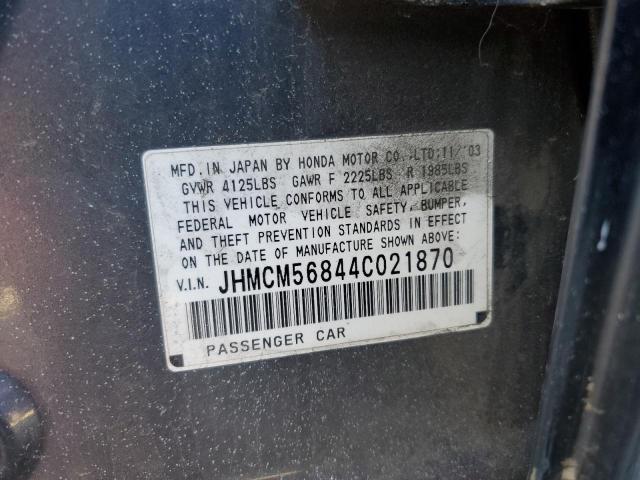 MFD. IN JAPAN BY HONDA MOTOR CO., LTD. 11/'03
GVWR 4125LBS GAWR F 2225LBS R 1985LBS
THIS VEHICLE CONFORMS TO ALL APPLICABLE
FEDERAL MOTOR VEHICLE SAFETY, BUMPER,
AND THEFT PREVENTION STANDARDS IN EFFECT
ON THE DATE OF MANUFACTURE SHOWN ABOVE:
V.I.N. JHMCM56844C021870
PASSENGER CAR